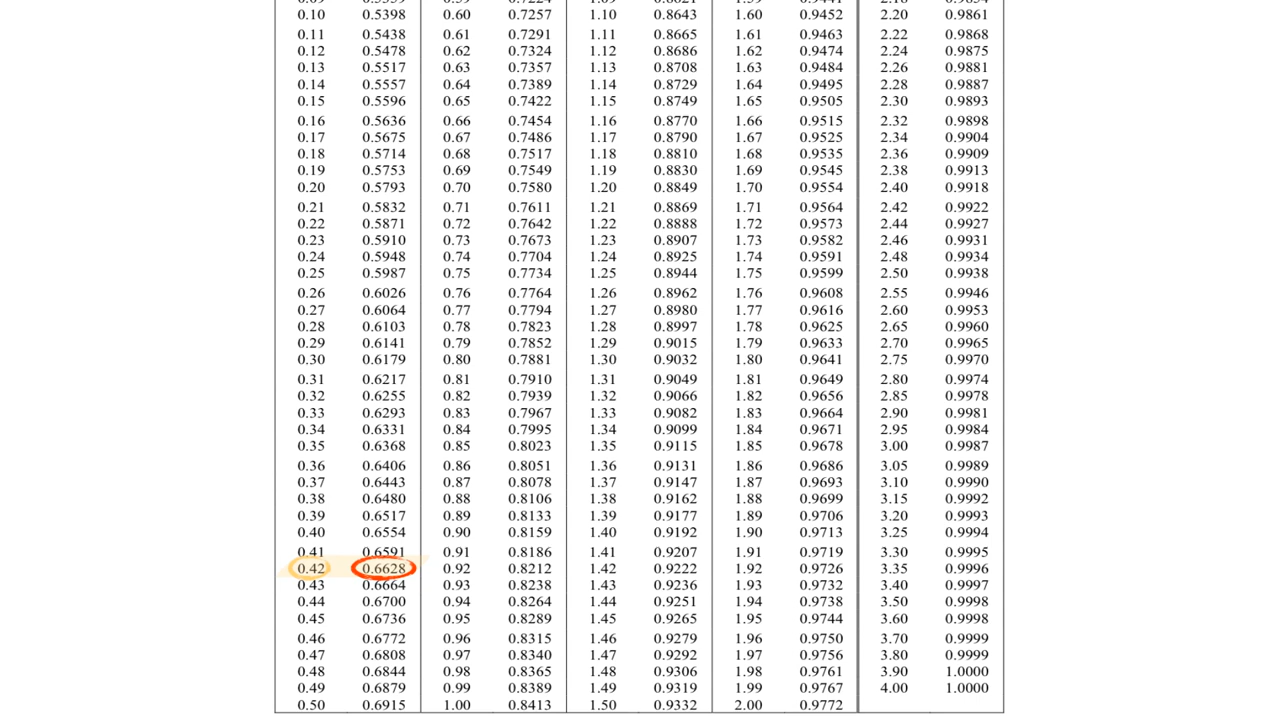 0.10 0.5398 0.60 0.7257 1.10 0.8643 1.60 0.9452 2.20 0.9861
0.11 0.5438 0.61 0.7291 1.11 0.8665 1.61 0.9463 2.22 0.9868
0.12 0.5478 0.62 0.7324 1.12 0.8686 1.62 0.9474 2.24 0.9875
0.13 0.5517 0.63 0.7357 1.13 0.8708 1.63 0.9484 2.26 0.9881
0.14 0.5557 0.64 0.7389 1.14 0.8729 1.64 0.9495 2.28 0.9887
0.15 0.5596 0.65 0.7422 1.15 0.8749 1.65 0.9505 2.30 0.9893
0.16 0.5636 0.66 0.7454 1.16 0.8770 1.66 0.9515 2.32 0.9898
0.17 0.5675 0.67 0.7486 1.17 0.8790 1.67 0.9525 2.34 0.9904
0.18 0.5714 0.68 0.7517 1.18 0.8810 1.68 0.9535 2.36 0.9909
0.19 0.5753 0.69 0.7549 1.19 0.8830 1.69 0.9545 2.38 0.9913
0.20 0.5793 0.70 0.7580 1.20 0.8849 1.70 0.9554 2.40 0.9918
0.21 0.5832 0.71 0.7611 1.21 0.8869 1.71 0.9564 2.42 0.9922
0.22 0.5871 0.72 0.7642 1.22 0.8888 1.72 0.9573 2.44 0.9927
0.23 0.5910 0.73 0.7673 1.23 0.8907 1.73 0.9582 2.46 0.9931
0.24 0.5948 0.74 0.7704 1.24 0.8925 1.74 0.9591 2.48 0.9934
0.25 0.5987 0.75 0.7734 1.25 0.8944 1.75 0.9599 2.50 0.9938
0.26 0.6026 0.76 0.7764 1.26 0.8962 1.76 0.9608 2.55 0.9946
0.27 0.6064 0.77 0.7794 1.27 0.8980 1.77 0.9616 2.60 0.9953
0.28 0.6103 0.78 0.7823 1.28 0.8997 1.78 0.9625 2.65 0.9960
0.29 0.6141 0.79 0.7852 1.29 0.9015 1.79 0.9633 2.70 0.9965
0.30 0.6179 0.80 0.7881 1.30 0.9032 1.80 0.9641 2.75 0.9970
0.31 0.6217 0.81 0.7910 1.31 0.9049 1.81 0.9649 2.80 0.9974
0.32 0.6255 0.82 0.7939 1.32 0.9066 1.82 0.9656 2.85 0.9978
0.33 0.6293 0.83 0.7967 1.33 0.9082 1.83 0.9664 2.90 0.9981
0.34 0.6331 0.84 0.7995 1.34 0.9099 1.84 0.9671 2.95 0.9984
0.35 0.6368 0.85 0.8023 1.35 0.9115 1.85 0.9678 3.00 0.9987
0.36 0.6406 0.86 0.8051 1.36 0.9131 1.86 0.9686 3.05 0.9989
0.37 0.6443 0.87 0.8078 1.37 0.9147 1.87 0.9693 3.10 0.9990
0.38 0.6480 0.88 0.8106 1.38 0.9162 1.88 0.9699 3.15 0.9992
0.39 0.6517 0.89 0.8133 1.39 0.9177 1.89 0.9706 3.20 0.9993
0.40 0.6554 0.90 0.8159 1.40 0.9192 1.90 0.9713 3.25 0.9994
0.41 0.6591 0.91 0.8186 1.41 0.9207 1.91 0.9719 3.30 0.9995
0.42 0.6628 0.92 0.8212 1.42 0.9222 1.92 0.9726 3.35 0.9996
0.43 0.6664 0.93 0.8238 1.43 0.9236 1.93 0.9732 3.40 0.9997
0.44 0.6700 0.94 0.8264 1.44 0.9251 1.94 0.9738 3.50 0.9998
0.45 0.6736 0.95 0.8289 1.45 0.9265 1.95 0.9744 3.60 0.9998
0.46 0.6772 0.96 0.8315 1.46 0.9279 1.96 0.9750 3.70 0.9999
0.47 0.6808 0.97 0.8340 1.47 0.9292 1.97 0.9756 3.80 0.9999
0.48 0.6844 0.98 0.8365 1.48 0.9306 1.98 0.9761 3.90 1.0000
0.49 0.6879 0.99 0.8389 1.49 0.9319 1.99 0.9767 4.00 1.0000
0.50 0.6915 1.00 0.8413 1.50 0.9332 2.00 0.9772